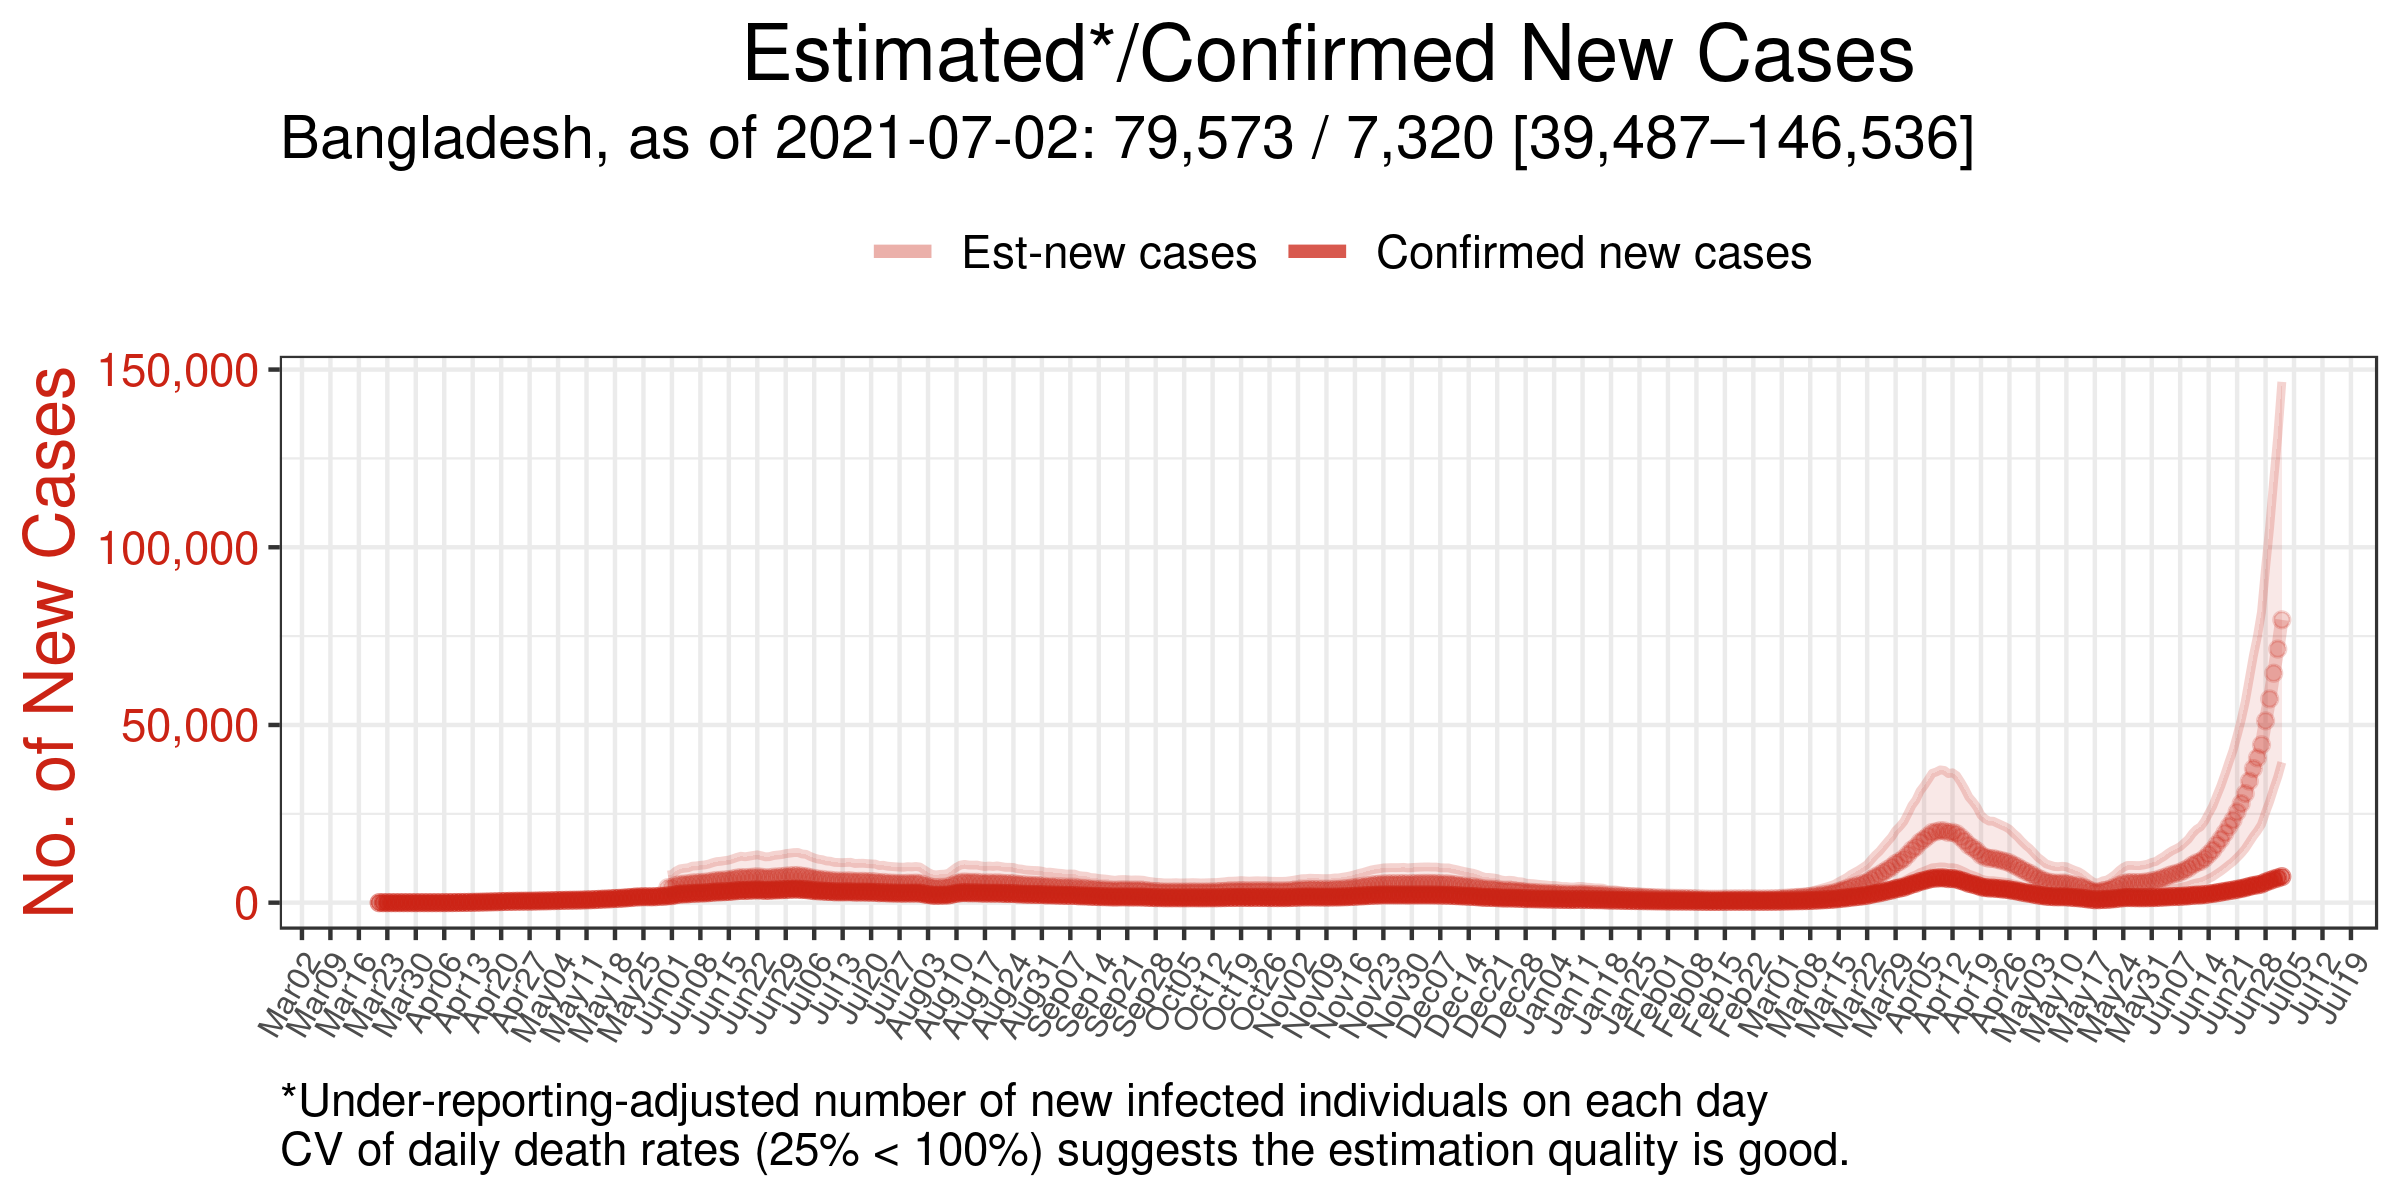 Estimated*/Confirmed New Cases
Bangladesh, as of 2021-07-02: 79,573 / 7,320 [39,487–146,536]
Est-new cases
Confirmed new cases
No. of New Cases
150,000
100,000
50,000
0
Mar02
Mar09
Mar16
Mar23
Mar30
Apr06
Apr13
Apr20
Apr27
May04
May11
May18
May25
Jun01
Jun08
Jun15
Jun22
Jun29
Jul06
Jul13
Jul20
Jul27
Aug03
Aug10
Aug17
Aug24
Aug31
Sep07
Sep14
Sep21
Sep28
Oct05
Oct12
Oct19
Oct26
Nov02
Nov09
Nov16
Nov23
Nov30
Dec07
Dec14
Dec21
Dec28
Jan04
Jan11
Jan18
Jan25
Feb01
Feb08
Feb15
Feb22
Mar01
Mar08
Mar15
Mar22
Mar29
Apr05
Apr12
Apr19
Apr26
May03
May10
May17
May24
May31
Jun07
Jun14
Jun21
Jun28
Jul05
Jul12
Jul19
*Under-reporting-adjusted number of new infected individuals on each day
CV of daily death rates (25% < 100%) suggests the estimation quality is good.